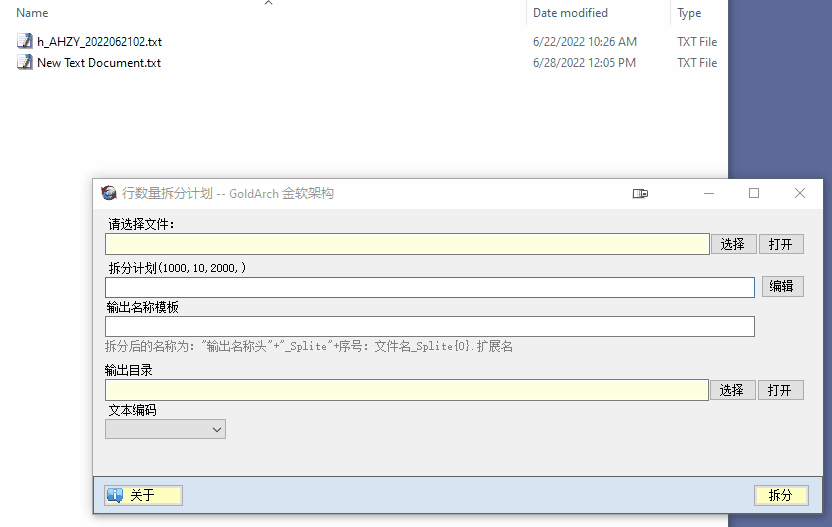 Name Date modified Type
h_AHZY_2022062102.txt 6/22/2022 10:26 AM TXT File
New Text Document.txt 6/28/2022 12:05 PM TXT File
行数量拆分计划 -- GoldArch 金软架构
请选择文件:
选择 打开
拆分计划(1000,10,2000,)
编辑
输出名称模板
拆分后的名称为: "输出名称头"+"_Splite"+序号: 文件名_Splite{0}.扩展名
输出目录
选择 打开
文本编码
关于 拆分